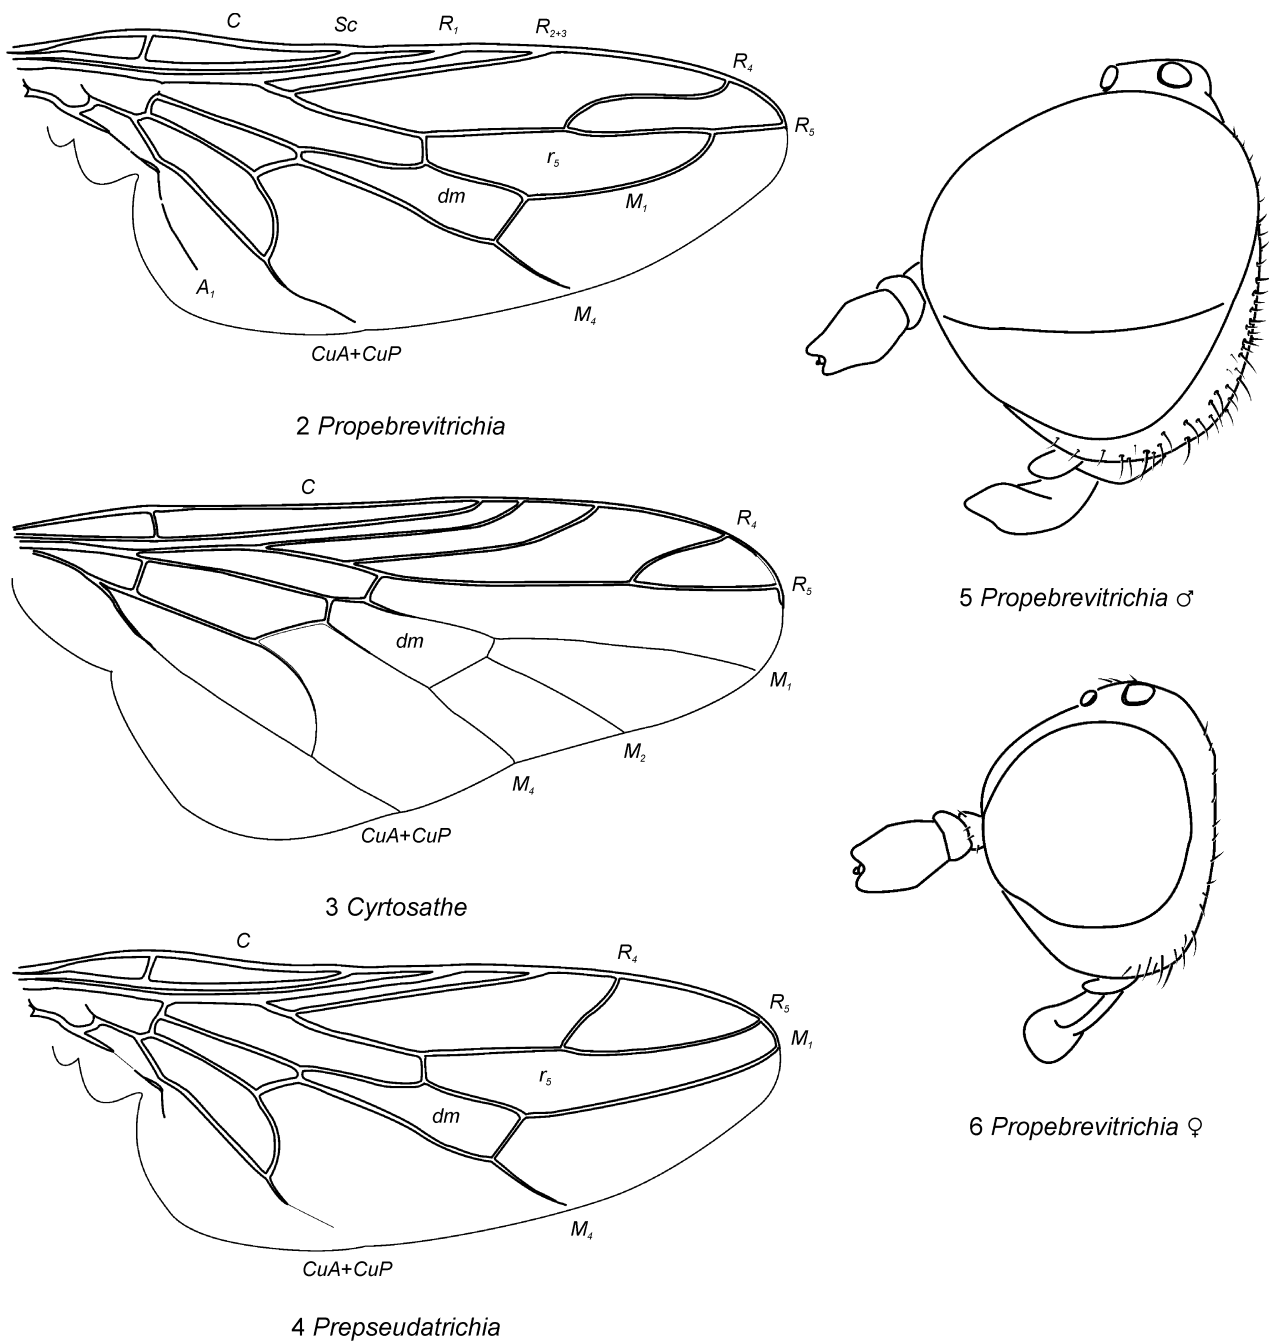 C Sc R₁ R₂₊₃
R₄
R₅
r₅
dm
M₁
A₁
M₄
CuA+CuP
2 Propebrevitrichia
C
R₄
R₅
dm
M₁
M₂
M₄
CuA+CuP
3 Cyrtosathe
C
R₄
R₅
M₁
r₅
dm
M₄
CuA+CuP
4 Prepseudatrichia
5 Propebrevitrichia ♂
6 Propebrevitrichia ♀